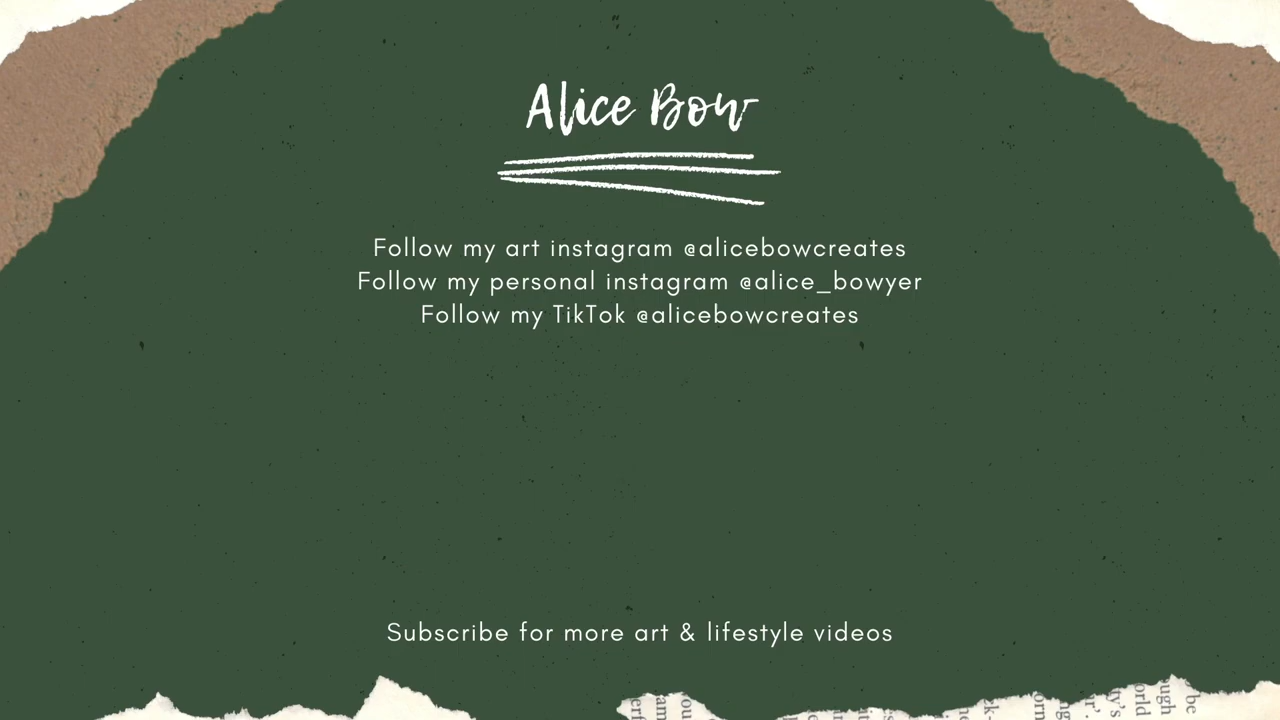 Alice Bow
Follow my art instagram @alicebowcreates
Follow my personal instagram @alice_bowyer
Follow my TikTok @alicebowcreates
Subscribe for more art & lifestyle videos